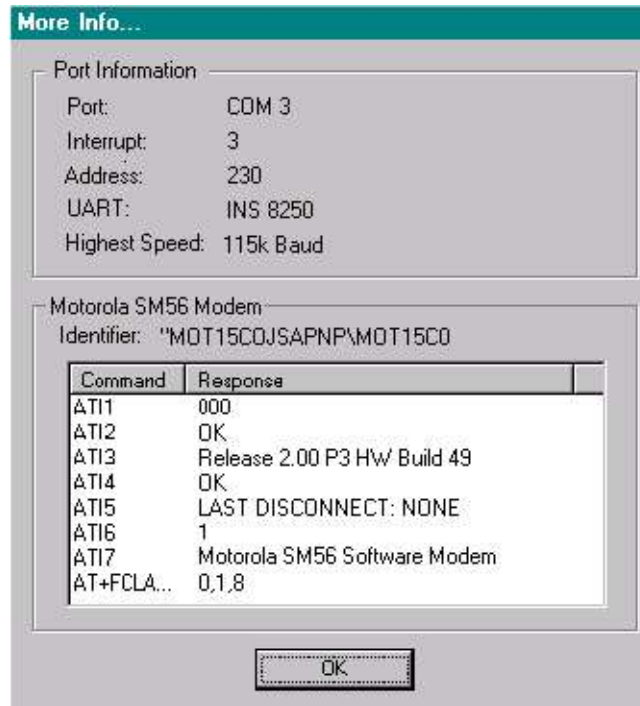 More Info...
Port Information
Port: COM 3
Interrupt: 3
Address: 230
UART: INS 8250
Highest Speed: 115k Baud
Motorola SM56 Modem
Identifier: "MOT15C0JSAPNP\MOT15C0
Command Response
ATI1 000
ATI2 OK
ATI3 Release 2.00 P3 HW Build 49
ATI4 OK
ATI5 LAST DISCONNECT: NONE
ATI6 1
ATI7 Motorola SM56 Software Modem
AT+FCLA... 0,1,8
OK